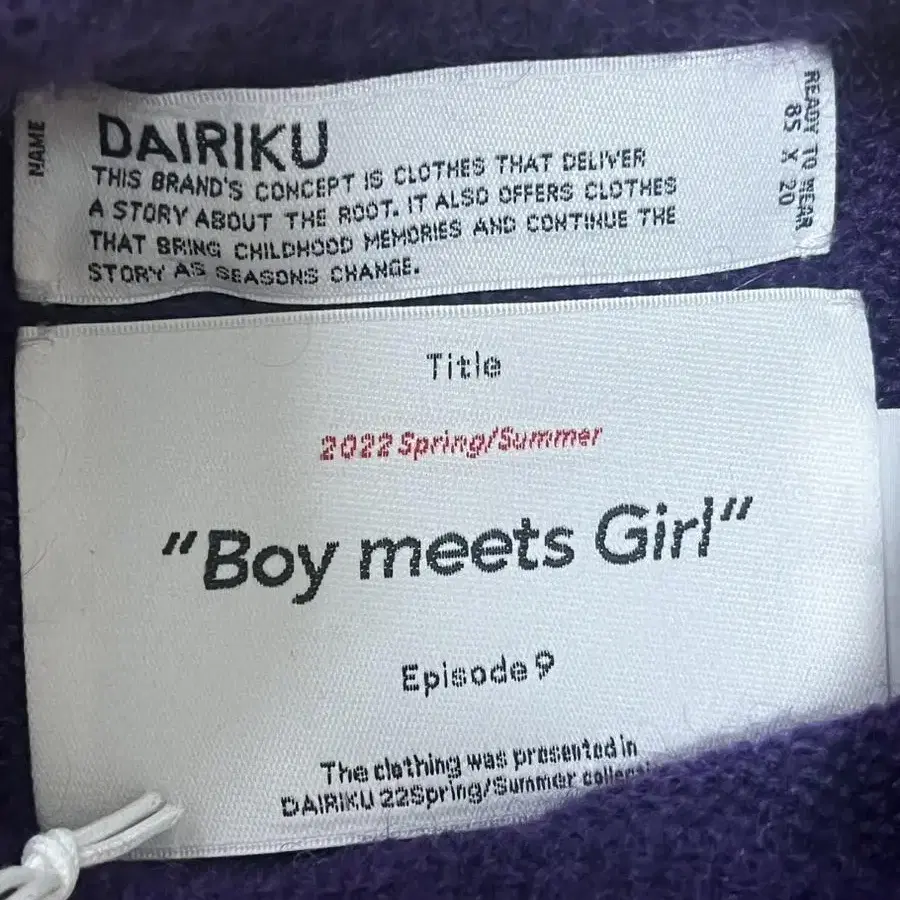 NAME
DAIRIKU
THIS BRAND'S CONCEPT IS CLOTHES THAT DELIVER
A STORY ABOUT THE ROOT. IT ALSO OFFERS CLOTHES
THAT BRING CHILDHOOD MEMORIES AND CONTINUE THE
STORY AS SEASONS CHANGE.
READY TO WEAR
85 X 20
Title
2022 Spring/Summer
"Boy meets Girl"
Episode 9
The clothing was presented in
DAIRIKU 22Spring/Summer